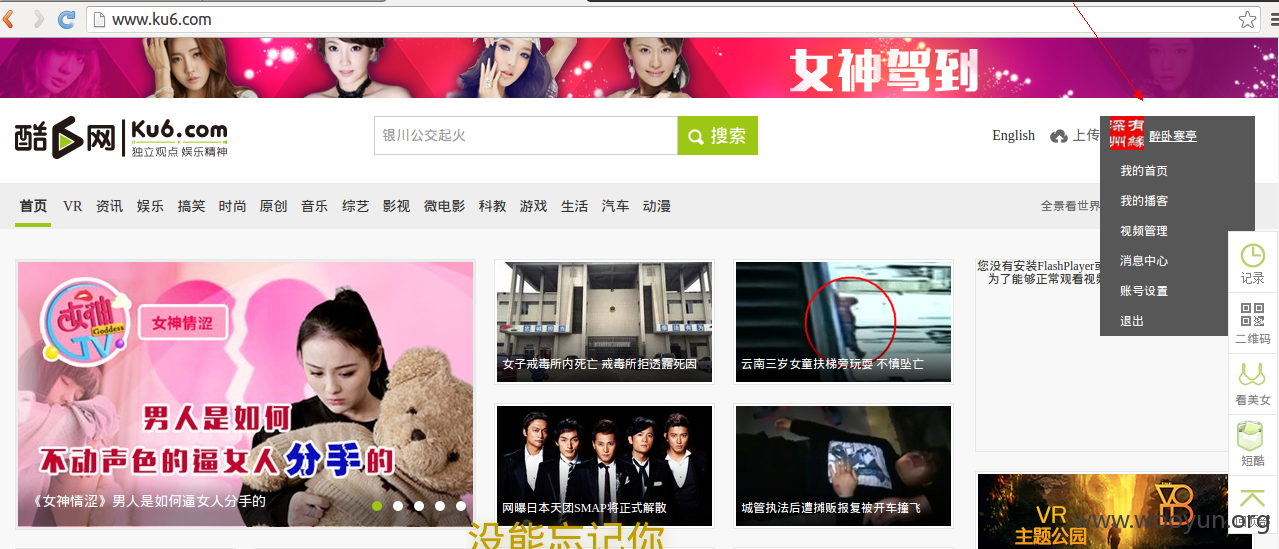 www.ku6.com
女神驾到
酷6网 Ku6.com
独立观点 娱乐精神
银川公交起火
搜索
English
上传
深有
州緣
醉卧寒亭
我的首页
我的播客
视频管理
消息中心
账号设置
退出
首页 VR 资讯 娱乐 搞笑 时尚 原创 音乐 综艺 影视 微电影 科教 游戏 生活 汽车 动漫
全景看世界
女神
Goddess
TV
女神情涩
男人是如何
不动声色的逼女人分手的
《女神情涩》男人是如何逼女人分手的
女子戒毒所内死亡 戒毒所拒透露死因
云南三岁女童扶梯旁玩耍 不慎坠亡
网曝日本天团SMAP将正式解散
城管执法后遭摊贩报复被开车撞飞
您没有安装FlashPlayer或
为了能够正常观看视频
记录
二维码
看美女
短酷
VR
主题公园
www.wooyun.org
没能忘记你